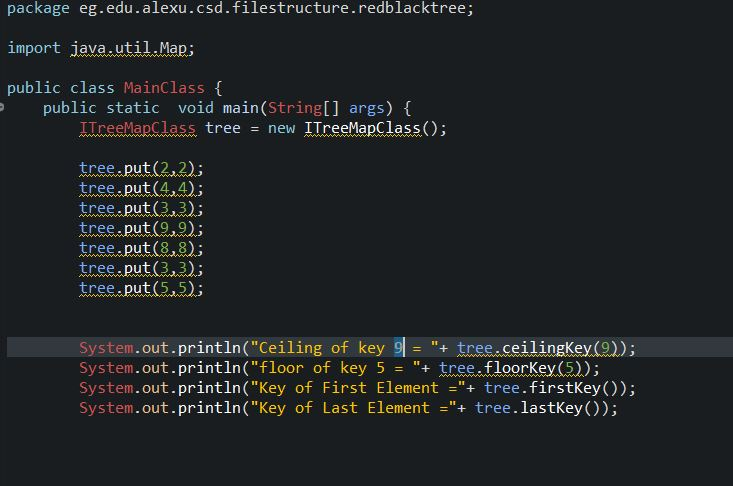 package eg.edu.alexu.csd.filestructure.redblacktree;
import java.util.Map;
public class MainClass {
public static  void main(String[] args) {
ITreeMapClass tree = new ITreeMapClass();
tree.put(2,2);
tree.put(4,4);
tree.put(3,3);
tree.put(9,9);
tree.put(8,8);
tree.put(3,3);
tree.put(5,5);
System.out.println("Ceiling of key 9 = "+ tree.ceilingKey(9));
System.out.println("floor of key 5 = "+ tree.floorKey(5));
System.out.println("Key of First Element ="+ tree.firstKey());
System.out.println("Key of Last Element ="+ tree.lastKey());